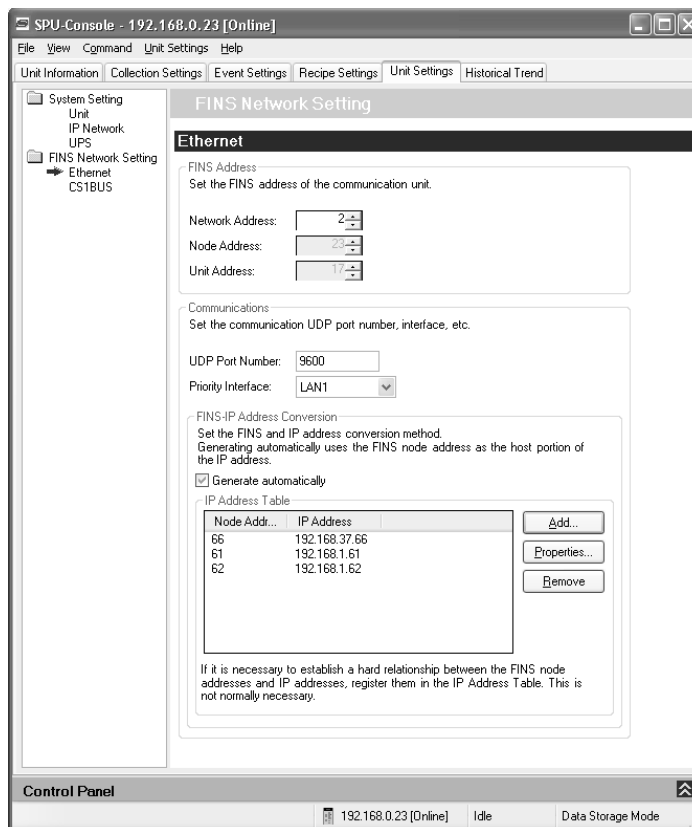 SPU-Console - 192.168.0.23 [Online]
File View Command Unit Settings Help
Unit Information Collection Settings Event Settings Recipe Settings Unit Settings Historical Trend
System Setting
Unit
IP Network
UPS
FINS Network Setting
Ethernet
CS1BUS
FINS Network Setting
Ethernet
FINS Address
Set the FINS address of the communication unit.
Network Address: 2
Node Address: 23
Unit Address: 17
Communications
Set the communication UDP port number, interface, etc.
UDP Port Number: 9600
Priority Interface: LAN1
FINS-IP Address Conversion
Set the FINS and IP address conversion method.
Generating automatically uses the FINS node address as the host portion of
the IP address.
Generate automatically
IP Address Table
Node Addr... IP Address
66 192.168.37.66
61 192.168.1.61
62 192.168.1.62
Add...
Properties...
Remove
If it is necessary to establish a hard relationship between the FINS node
addresses and IP addresses, register them in the IP Address Table. This is
not normally necessary.
Control Panel
192.168.0.23 [Online] Idle Data Storage Mode